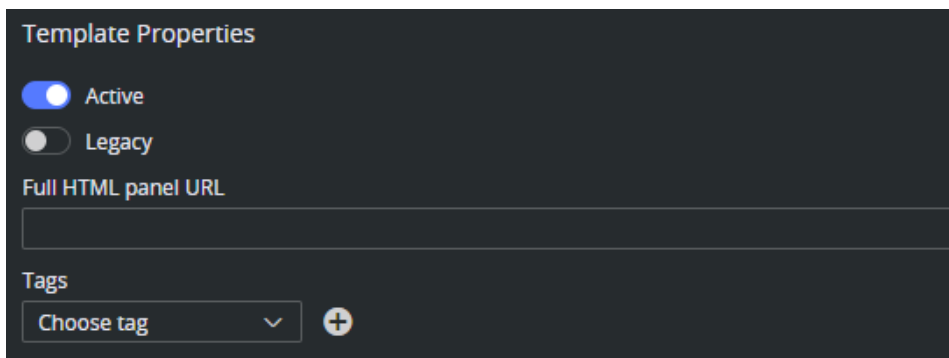 Template Properties
Active
Legacy
Full HTML panel URL
Tags
Choose tag